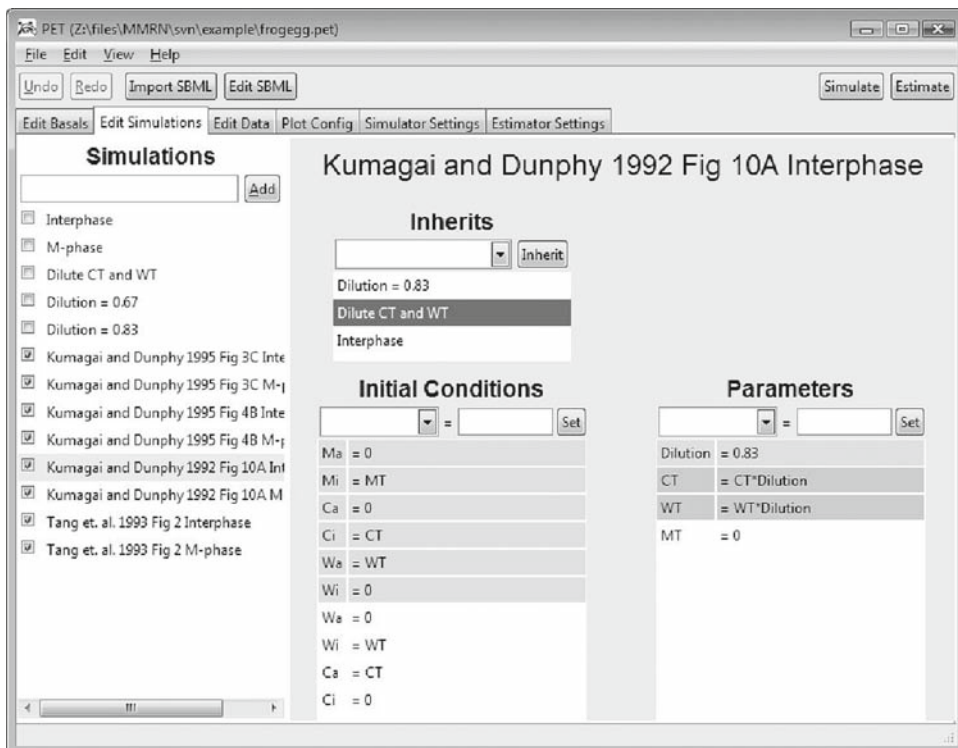 PET (Z:\files\MMRN\svn\example\frogegg.pet)
File Edit View Help
Undo Redo Import SBML Edit SBML Simulate Estimate
Edit Basals Edit Simulations Edit Data Plot Config Simulator Settings Estimator Settings
Simulations
Add
Interphase
M-phase
Dilute CT and WT
Dilution = 0.67
Dilution = 0.83
Kumagai and Dunphy 1995 Fig 3C Inte
Kumagai and Dunphy 1995 Fig 3C M-p
Kumagai and Dunphy 1995 Fig 4B Inte
Kumagai and Dunphy 1995 Fig 4B M-p
Kumagai and Dunphy 1992 Fig 10A Int
Kumagai and Dunphy 1992 Fig 10A M
Tang et. al. 1993 Fig 2 Interphase
Tang et. al. 1993 Fig 2 M-phase
Kumagai and Dunphy 1992 Fig 10A Interphase
Inherits
Inherit
Dilution = 0.83
Dilute CT and WT
Interphase
Initial Conditions
= Set
Ma = 0
Mi = MT
Ca = 0
Ci = CT
Wa = WT
Wi = 0
Wa = 0
Wi = WT
Ca = CT
Ci = 0
Parameters
= Set
Dilution = 0.83
CT = CT*Dilution
WT = WT*Dilution
MT = 0